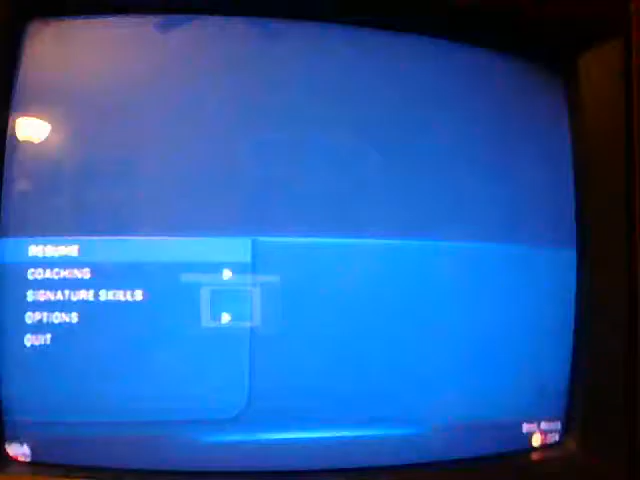 RESUME
COACHING
SIGNATURE SKILLS
OPTIONS
QUIT